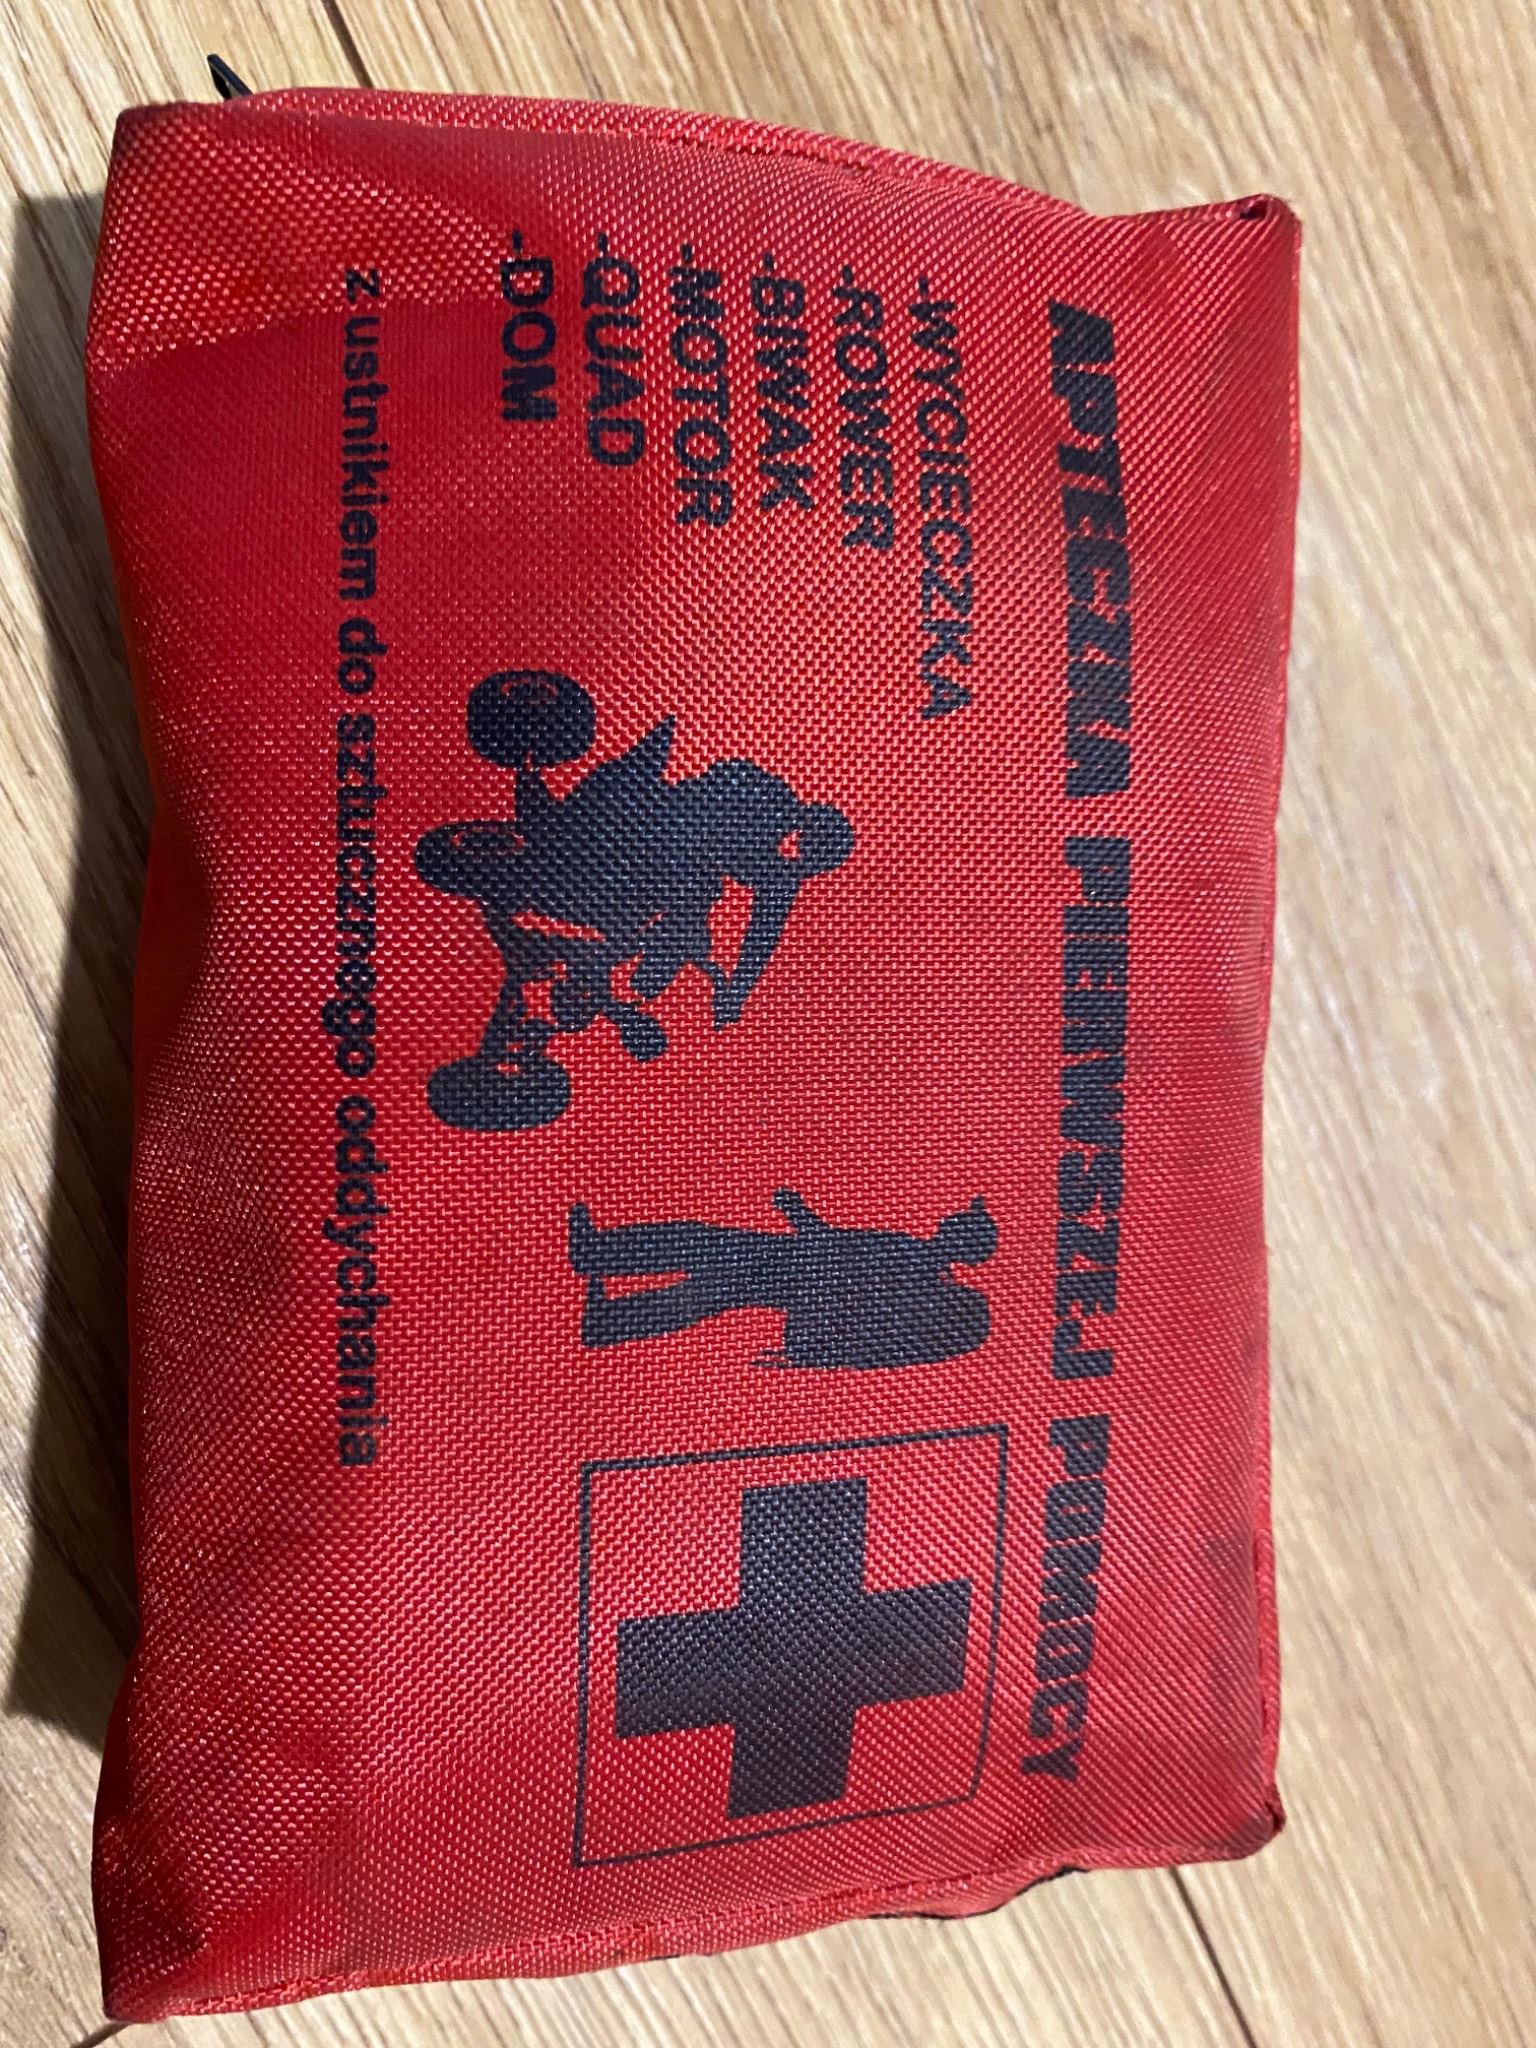 APTECZKA PIERWSZEJ POMOCY
-WYCIECZKA
-ROWER
-BIWAK
-MOTOR
-QUAD
-DOM
z ustnikiem do sztucznego oddychania